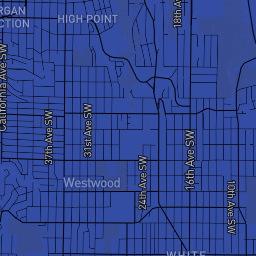 RGAN
CTION
HIGH POINT
18th Av
California Ave SW
37th Ave SW
31st Ave SW
24th Ave SW
16th Ave SW
10th Ave SW
Westwood
WHITE